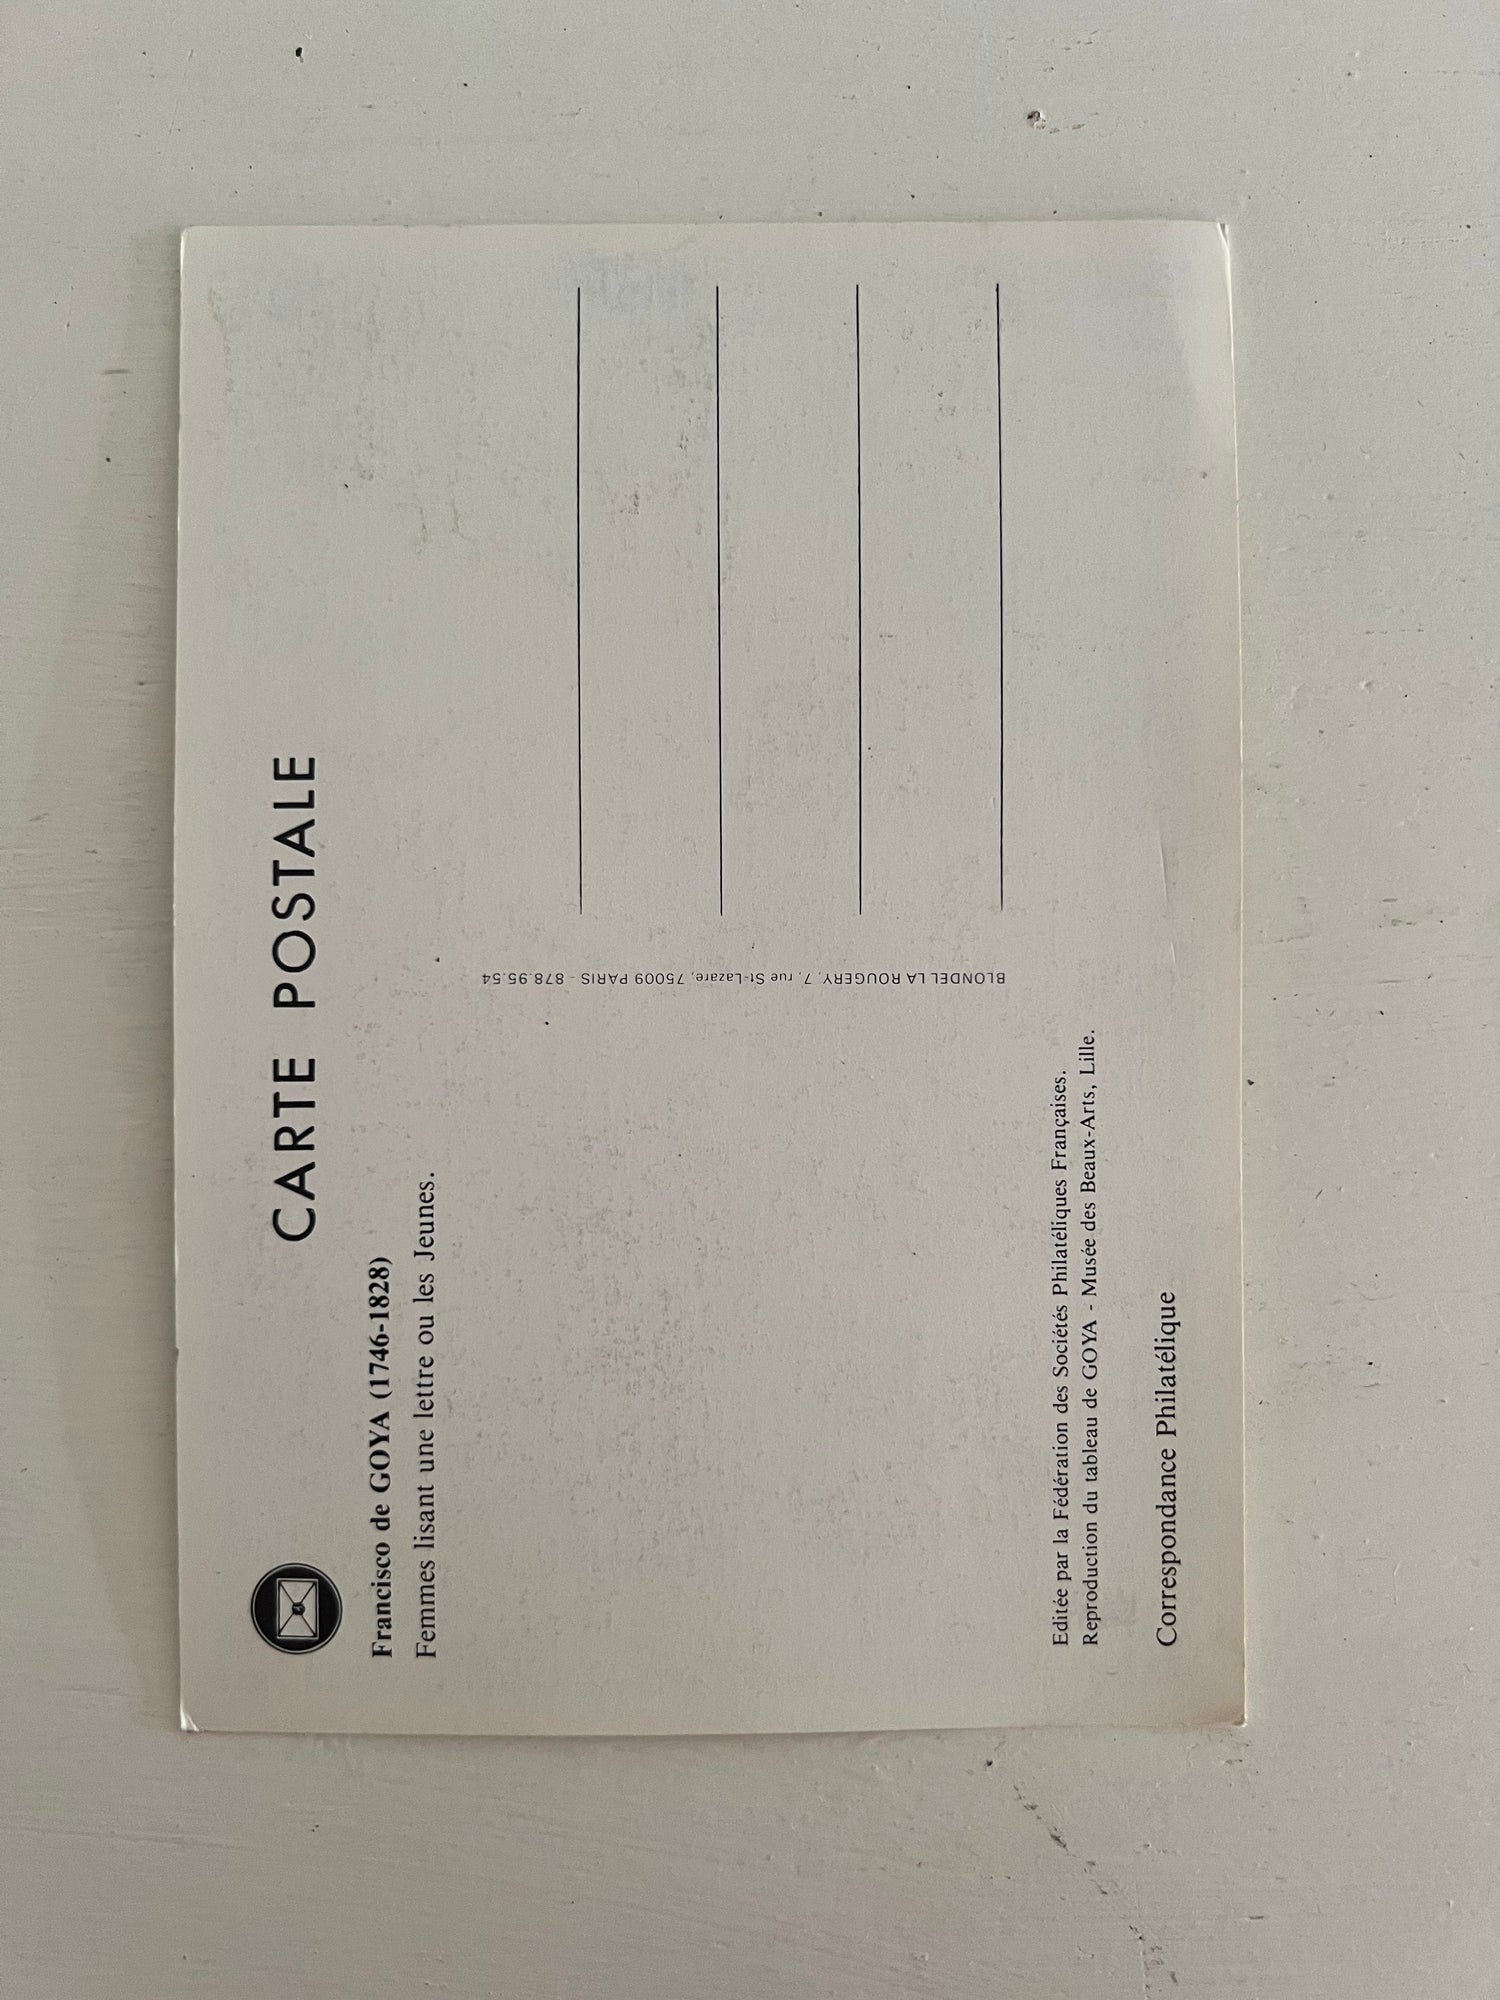 CARTE POSTALE
Francisco de GOYA (1746-1828)
Femmes lisant une lettre ou les Jeunes.
BLONDEL LA ROUGERY, 7, rue St-Lazare, 75009 PARIS - 878.95.54
Editée par la Fédération des Sociétés Philatéliques Françaises.
Reproduction du tableau de GOYA - Musée des Beaux-Arts, Lille.
Correspondance Philatélique